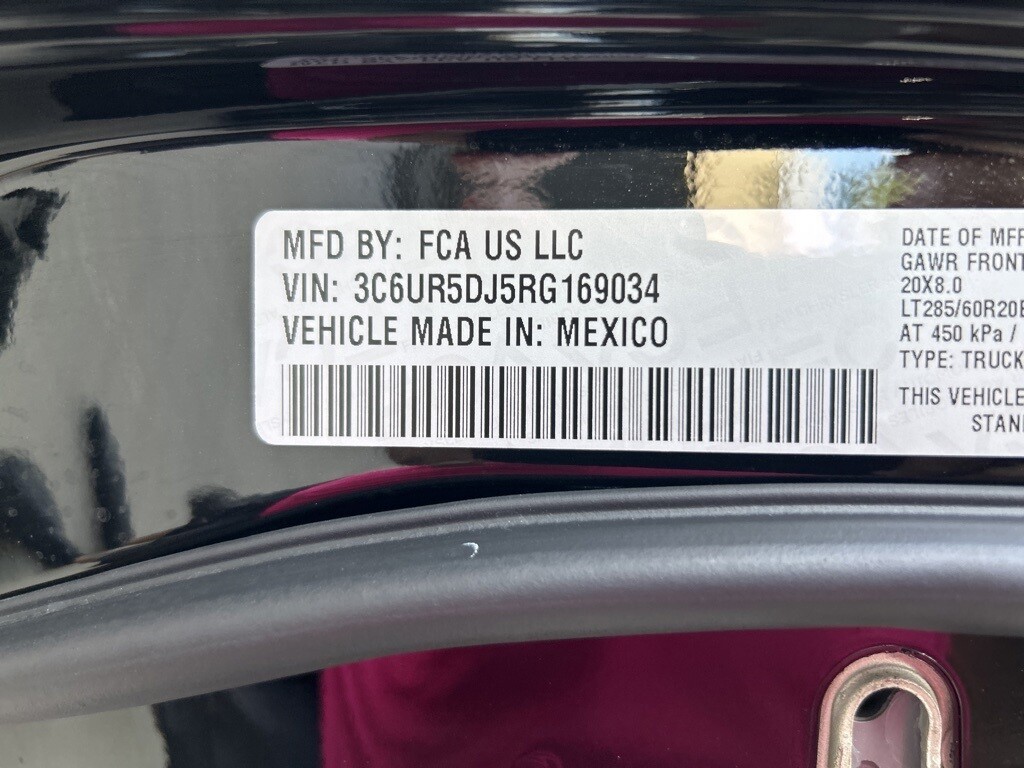 MFD BY: FCA US LLC
VIN: 3C6UR5DJ5RG169034
VEHICLE MADE IN: MEXICO
DATE OF MFR
GAWR FRONT
20X8.0
LT285/60R20E
AT 450 kPa /
TYPE: TRUCK
THIS VEHICLE
STAN